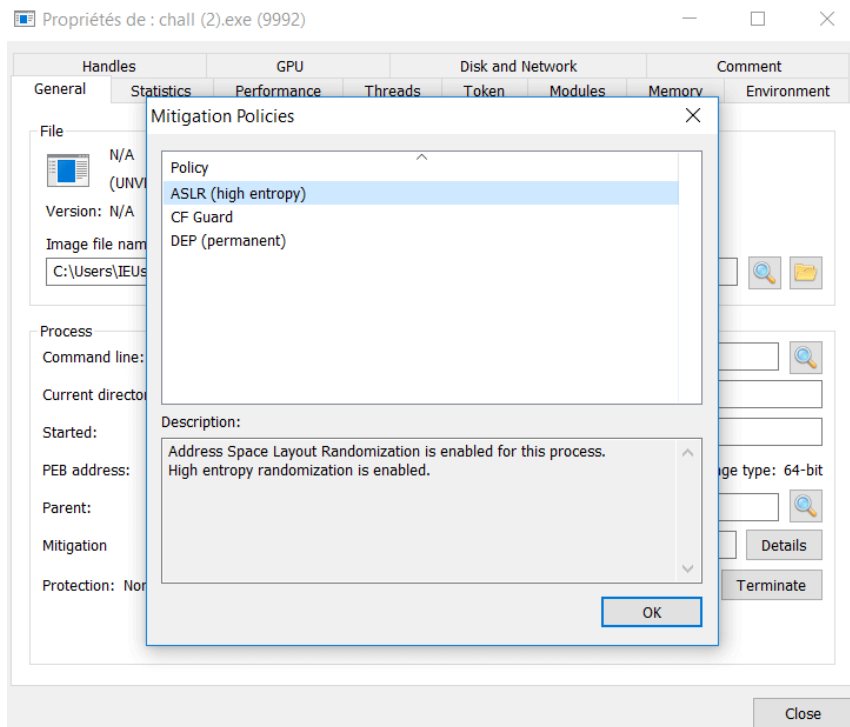 Propriétés de : chall (2).exe (9992)
Handles GPU Disk and Network Comment
General Statistics Performance Threads Token Modules Memory Environment
Mitigation Policies
File
N/A
(UNVI
Version: N/A
Image file nam
C:\Users\IEUs
Policy
ASLR (high entropy)
CF Guard
DEP (permanent)
Process
Command line:
Current director
Started:
PEB address:
ge type: 64-bit
Parent:
Mitigation
Details
Protection: Nor
Terminate
Description:
Address Space Layout Randomization is enabled for this process.
High entropy randomization is enabled.
OK
Close